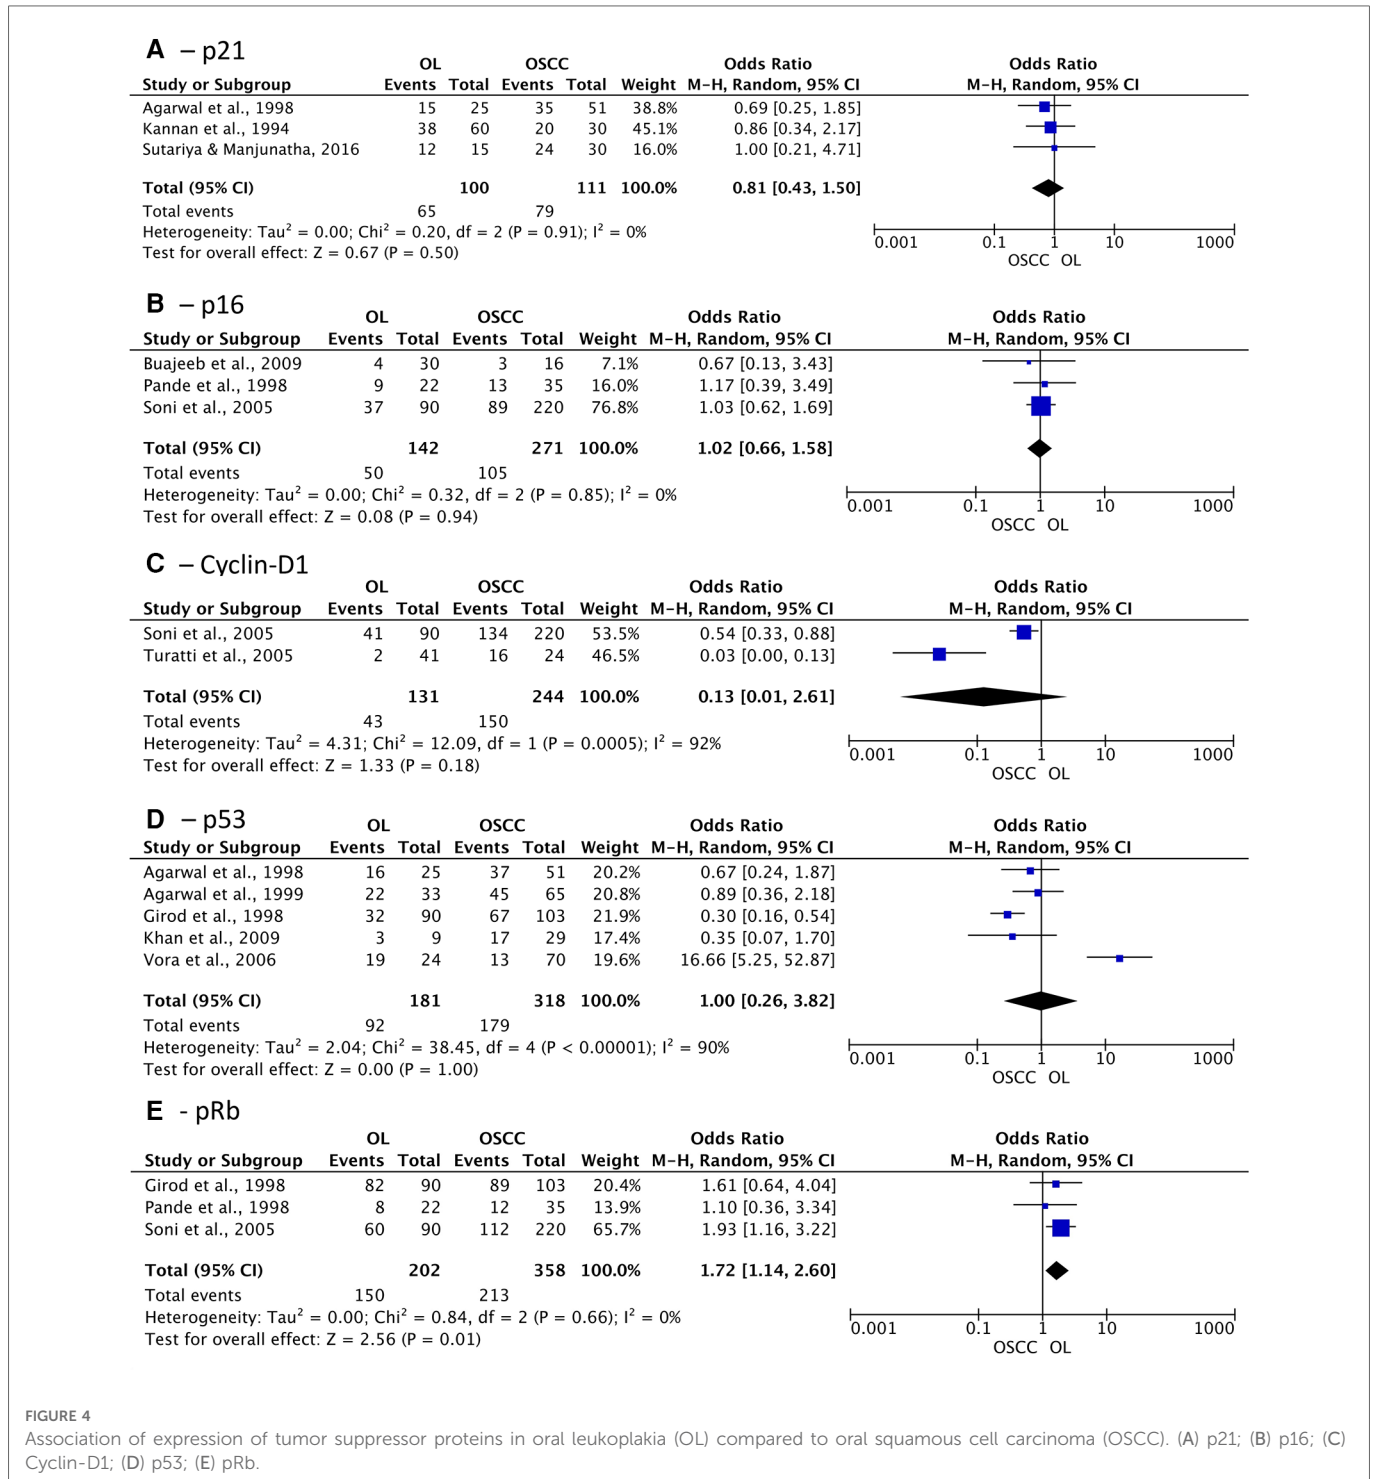 A – p21
OL OSCC Odds Ratio Odds Ratio
Study or Subgroup Events Total Events Total Weight M–H, Random, 95% CI M–H, Random, 95% CI
Agarwal et al., 1998 15 25 35 51 38.8% 0.69 [0.25, 1.85]
Kannan et al., 1994 38 60 20 30 45.1% 0.86 [0.34, 2.17]
Sutariya & Manjunatha, 2016 12 15 24 30 16.0% 1.00 [0.21, 4.71]
Total (95% CI) 100 111 100.0% 0.81 [0.43, 1.50]
Total events 65 79
Heterogeneity: Tau² = 0.00; Chi² = 0.20, df = 2 (P = 0.91); I² = 0%
Test for overall effect: Z = 0.67 (P = 0.50)
0.001 0.1 1 10 1000
OSCC OL
B – p16
OL OSCC Odds Ratio Odds Ratio
Study or Subgroup Events Total Events Total Weight M–H, Random, 95% CI M–H, Random, 95% CI
Buajeeb et al., 2009 4 30 3 16 7.1% 0.67 [0.13, 3.43]
Pande et al., 1998 9 22 13 35 16.0% 1.17 [0.39, 3.49]
Soni et al., 2005 37 90 89 220 76.8% 1.03 [0.62, 1.69]
Total (95% CI) 142 271 100.0% 1.02 [0.66, 1.58]
Total events 50 105
Heterogeneity: Tau² = 0.00; Chi² = 0.32, df = 2 (P = 0.85); I² = 0%
Test for overall effect: Z = 0.08 (P = 0.94)
0.001 0.1 1 10 1000
OSCC OL
C – Cyclin-D1
OL OSCC Odds Ratio Odds Ratio
Study or Subgroup Events Total Events Total Weight M–H, Random, 95% CI M–H, Random, 95% CI
Soni et al., 2005 41 90 134 220 53.5% 0.54 [0.33, 0.88]
Turatti et al., 2005 2 41 16 24 46.5% 0.03 [0.00, 0.13]
Total (95% CI) 131 244 100.0% 0.13 [0.01, 2.61]
Total events 43 150
Heterogeneity: Tau² = 4.31; Chi² = 12.09, df = 1 (P = 0.0005); I² = 92%
Test for overall effect: Z = 1.33 (P = 0.18)
0.001 0.1 1 10 1000
OSCC OL
D – p53
OL OSCC Odds Ratio Odds Ratio
Study or Subgroup Events Total Events Total Weight M–H, Random, 95% CI M–H, Random, 95% CI
Agarwal et al., 1998 16 25 37 51 20.2% 0.67 [0.24, 1.87]
Agarwal et al., 1999 22 33 45 65 20.8% 0.89 [0.36, 2.18]
Girod et al., 1998 32 90 67 103 21.9% 0.30 [0.16, 0.54]
Khan et al., 2009 3 9 17 29 17.4% 0.35 [0.07, 1.70]
Vora et al., 2006 19 24 13 70 19.6% 16.66 [5.25, 52.87]
Total (95% CI) 181 318 100.0% 1.00 [0.26, 3.82]
Total events 92 179
Heterogeneity: Tau² = 2.04; Chi² = 38.45, df = 4 (P < 0.00001); I² = 90%
Test for overall effect: Z = 0.00 (P = 1.00)
0.001 0.1 1 10 1000
OSCC OL
E - pRb
OL OSCC Odds Ratio Odds Ratio
Study or Subgroup Events Total Events Total Weight M–H, Random, 95% CI M–H, Random, 95% CI
Girod et al., 1998 82 90 89 103 20.4% 1.61 [0.64, 4.04]
Pande et al., 1998 8 22 12 35 13.9% 1.10 [0.36, 3.34]
Soni et al., 2005 60 90 112 220 65.7% 1.93 [1.16, 3.22]
Total (95% CI) 202 358 100.0% 1.72 [1.14, 2.60]
Total events 150 213
Heterogeneity: Tau² = 0.00; Chi² = 0.84, df = 2 (P = 0.66); I² = 0%
Test for overall effect: Z = 2.56 (P = 0.01)
0.001 0.1 1 10 1000
OSCC OL
FIGURE 4
Association of expression of tumor suppressor proteins in oral leukoplakia (OL) compared to oral squamous cell carcinoma (OSCC). (A) p21; (B) p16; (C)
Cyclin-D1; (D) p53; (E) pRb.